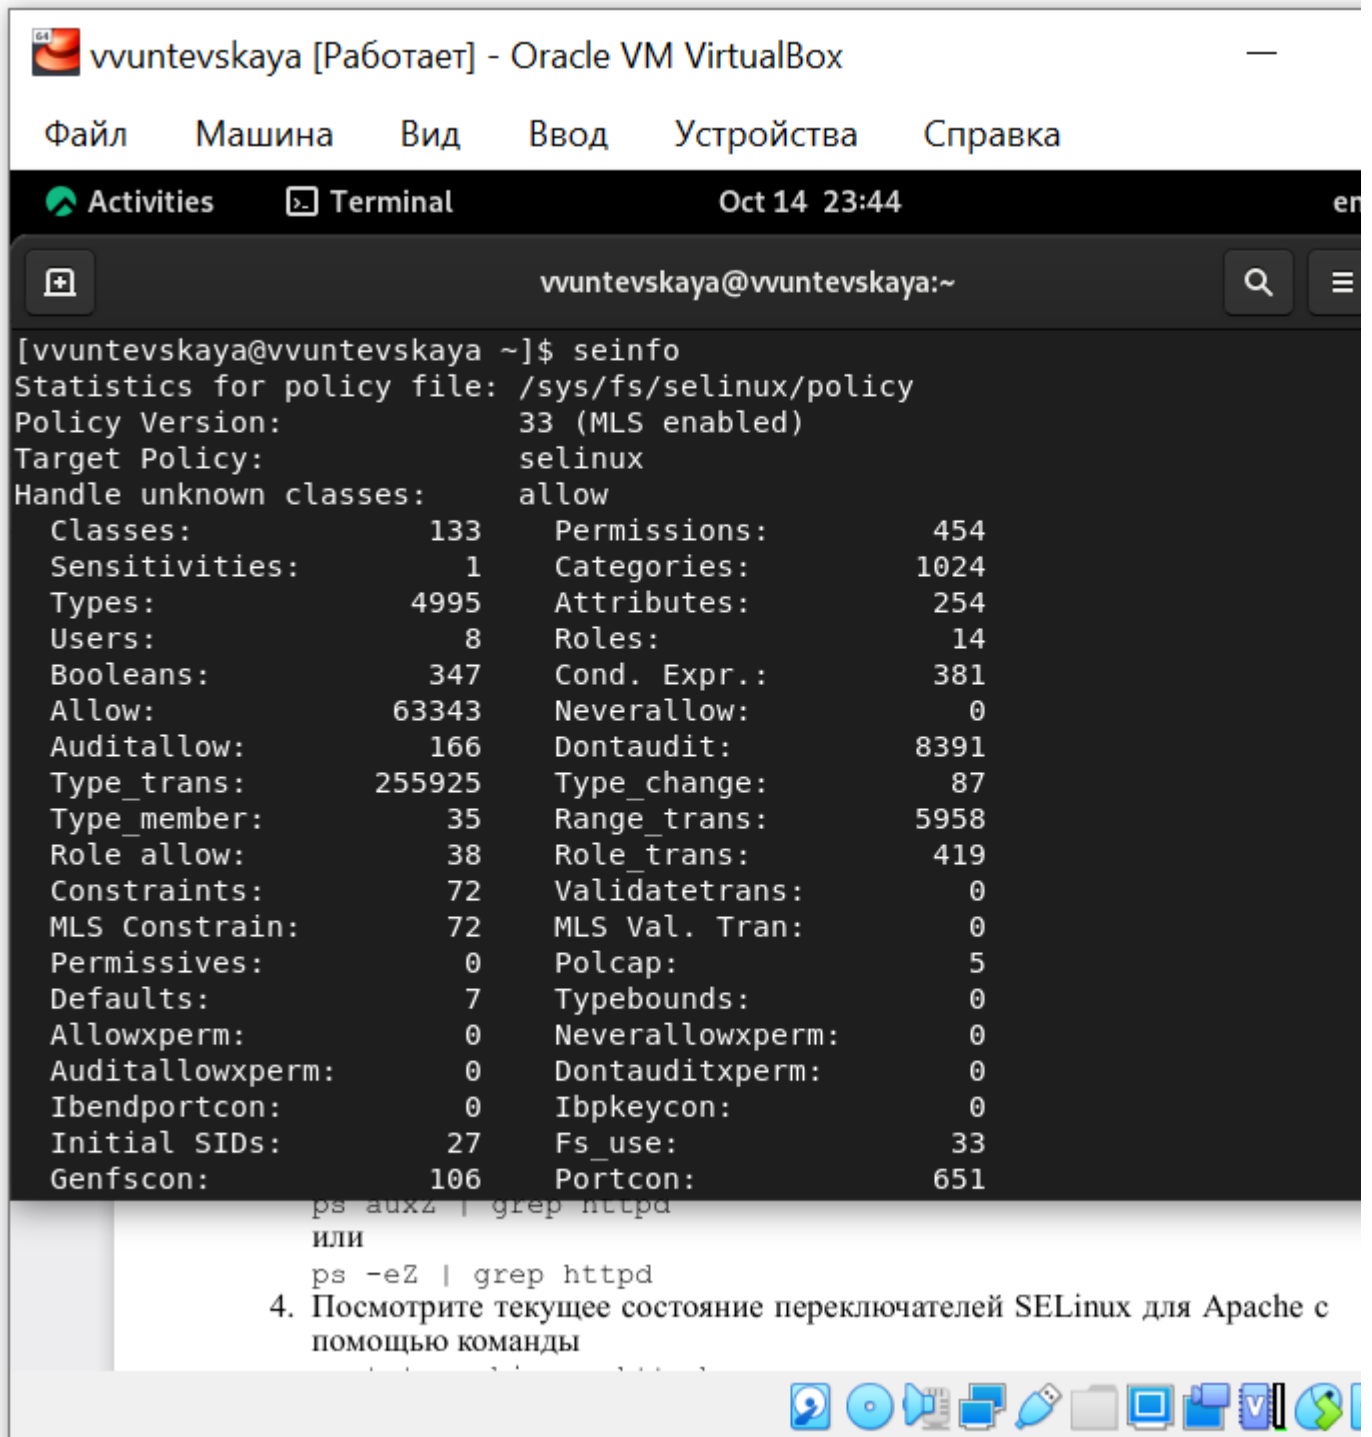 vvuntevskaya [Работает] - Oracle VM VirtualBox
Файл Машина Вид Ввод Устройства Справка
Activities Terminal Oct 14 23:44 en
vvuntevskaya@vvuntevskaya:~
[vvuntevskaya@vvuntevskaya ~]$ seinfo
Statistics for policy file: /sys/fs/selinux/policy
Policy Version: 33 (MLS enabled)
Target Policy: selinux
Handle unknown classes: allow
Classes: 133 Permissions: 454
Sensitivities: 1 Categories: 1024
Types: 4995 Attributes: 254
Users: 8 Roles: 14
Booleans: 347 Cond. Expr.: 381
Allow: 63343 Neverallow: 0
Auditallow: 166 Dontaudit: 8391
Type_trans: 255925 Type_change: 87
Type_member: 35 Range_trans: 5958
Role allow: 38 Role_trans: 419
Constraints: 72 Validatetrans: 0
MLS Constrain: 72 MLS Val. Tran: 0
Permissives: 0 Polcap: 5
Defaults: 7 Typebounds: 0
Allowxperm: 0 Neverallowxperm: 0
Auditallowxperm: 0 Dontauditxperm: 0
Ibendportcon: 0 Ibpkeycon: 0
Initial SIDs: 27 Fs_use: 33
Genfscon: 106 Portcon: 651
ps auxZ | grep httpd
или
ps -eZ | grep httpd
4. Посмотрите текущее состояние переключателей SELinux для Apache с
помощью команды